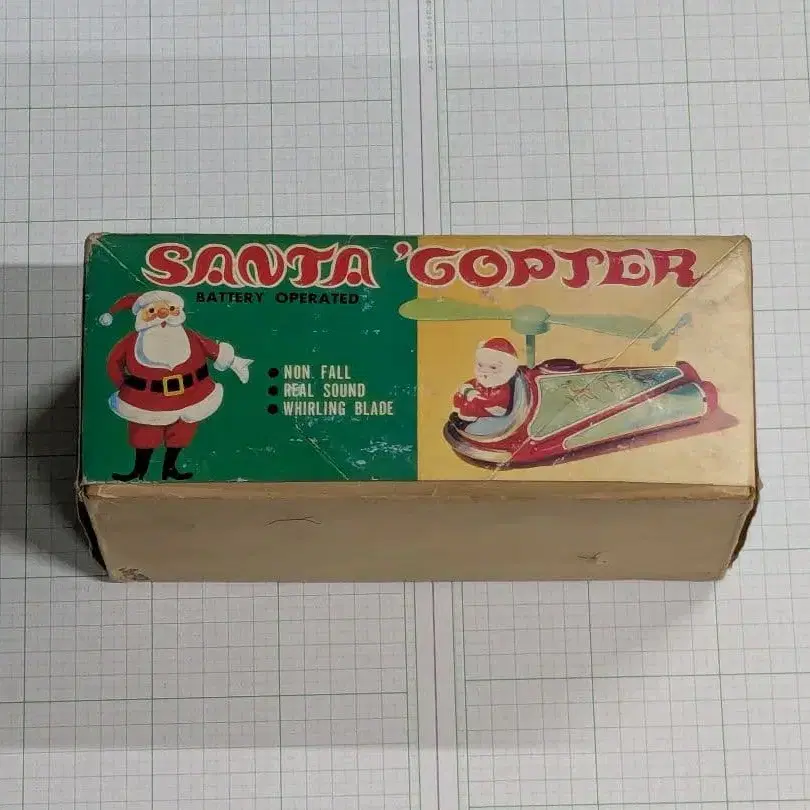 SANTA 'COPTER
BATTERY OPERATED
● NON FALL
● REAL SOUND
● WHIRLING BLADE